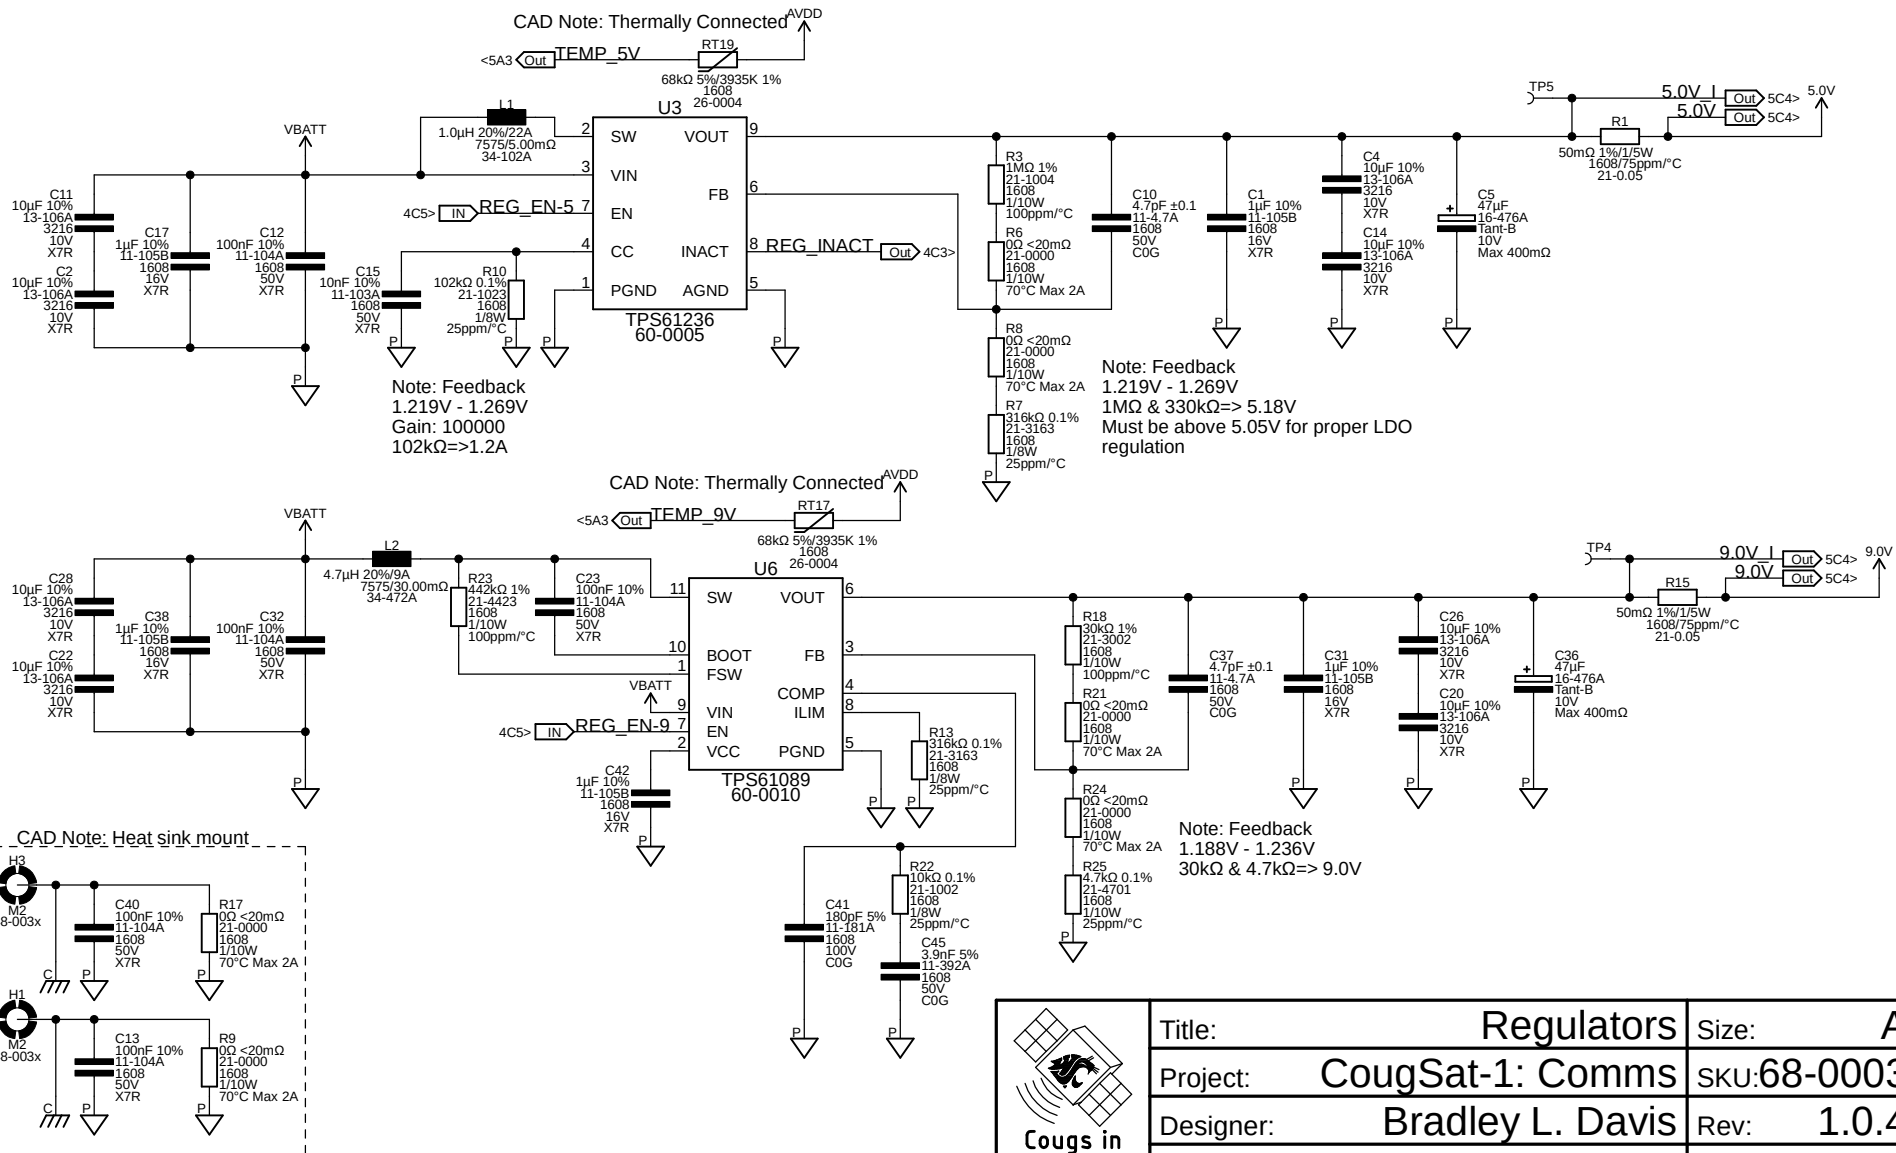 CAD Note: Thermally Connected
AVDD
<5A3
Out
TEMP_5V
RT19
68kΩ 5%/3935K 1%
1608
26-0004
L1
1.0µH 20%/22A
7575/5.00mΩ
34-102A
VBATT
C11
10µF 10%
13-106A
3216
10V
X7R
C2
10µF 10%
13-106A
3216
10V
X7R
C17
1µF 10%
11-105B
1608
16V
X7R
C12
100nF 10%
11-104A
1608
50V
X7R
P
4C5>
IN
REG_EN-5
C15
10nF 10%
11-103A
1608
50V
X7R
P
R10
102kΩ 0.1%
21-1023
1608
1/8W
25ppm/°C
P
P
U3
2 SW
3 VIN
7 EN
4 CC
1 PGND
VOUT 9
FB 6
INACT 8
AGND 5
TPS61236
60-0005
REG_INACT
Out
4C3>
P
R3
1MΩ 1%
21-1004
1608
1/10W
100ppm/°C
R6
0Ω <20mΩ
21-0000
1608
1/10W
70°C Max 2A
R8
0Ω <20mΩ
21-0000
1608
1/10W
70°C Max 2A
R7
316kΩ 0.1%
21-3163
1608
1/8W
25ppm/°C
P
C10
4.7pF ±0.1
11-4.7A
1608
50V
C0G
C1
1µF 10%
11-105B
1608
16V
X7R
P
C4
10µF 10%
13-106A
3216
10V
X7R
C14
10µF 10%
13-106A
3216
10V
X7R
P
+
C5
47µF
16-476A
Tant-B
10V
Max 400mΩ
P
TP5
R1
50mΩ 1%/1/5W
1608/75ppm/°C
21-0.05
5.0V_I
Out
5C4>
5.0V
Out
5C4>
5.0V
Note: Feedback
1.219V - 1.269V
Gain: 100000
102kΩ=>1.2A
Note: Feedback
1.219V - 1.269V
1MΩ & 330kΩ=> 5.18V
Must be above 5.05V for proper LDO
regulation
CAD Note: Thermally Connected
AVDD
<5A3
Out
TEMP_9V
RT17
68kΩ 5%/3935K 1%
1608
26-0004
VBATT
L2
4.7µH 20%/9A
7575/30.00mΩ
34-472A
C28
10µF 10%
13-106A
3216
10V
X7R
C22
10µF 10%
13-106A
3216
10V
X7R
C38
1µF 10%
11-105B
1608
16V
X7R
C32
100nF 10%
11-104A
1608
50V
X7R
P
R23
442kΩ 1%
21-4423
1608
1/10W
100ppm/°C
C23
100nF 10%
11-104A
1608
50V
X7R
VBATT
4C5>
IN
REG_EN-9
C42
1µF 10%
11-105B
1608
16V
X7R
P
U6
11 SW
10 BOOT
1 FSW
9 VIN
7 EN
2 VCC
VOUT 6
FB 3
COMP 4
ILIM 8
PGND 5
TPS61089
60-0010
P
R13
316kΩ 0.1%
21-3163
1608
1/8W
25ppm/°C
P
C41
180pF 5%
11-181A
1608
100V
C0G
P
R22
10kΩ 0.1%
21-1002
1608
1/8W
25ppm/°C
C45
3.9nF 5%
11-392A
1608
50V
C0G
P
R18
30kΩ 1%
21-3002
1608
1/10W
100ppm/°C
R21
0Ω <20mΩ
21-0000
1608
1/10W
70°C Max 2A
R24
0Ω <20mΩ
21-0000
1608
1/10W
70°C Max 2A
R25
4.7kΩ 0.1%
21-4701
1608
1/10W
25ppm/°C
P
C37
4.7pF ±0.1
11-4.7A
1608
50V
C0G
C31
1µF 10%
11-105B
1608
16V
X7R
P
C26
10µF 10%
13-106A
3216
10V
X7R
C20
10µF 10%
13-106A
3216
10V
X7R
P
+
C36
47µF
16-476A
Tant-B
10V
Max 400mΩ
P
TP4
R15
50mΩ 1%/1/5W
1608/75ppm/°C
21-0.05
9.0V_I
Out
5C4>
9.0V
Out
5C4>
9.0V
Note: Feedback
1.188V - 1.236V
30kΩ & 4.7kΩ=> 9.0V
CAD Note: Heat sink mount
H3
M2
8-003x
C
C40
100nF 10%
11-104A
1608
50V
X7R
P
R17
0Ω <20mΩ
21-0000
1608
1/10W
70°C Max 2A
P
H1
M2
8-003x
C
C13
100nF 10%
11-104A
1608
50V
X7R
P
R9
0Ω <20mΩ
21-0000
1608
1/10W
70°C Max 2A
P
Cougs in
Title: Regulators
Size: A
Project: CougSat-1: Comms
SKU:68-0003
Designer: Bradley L. Davis
Rev: 1.0.4